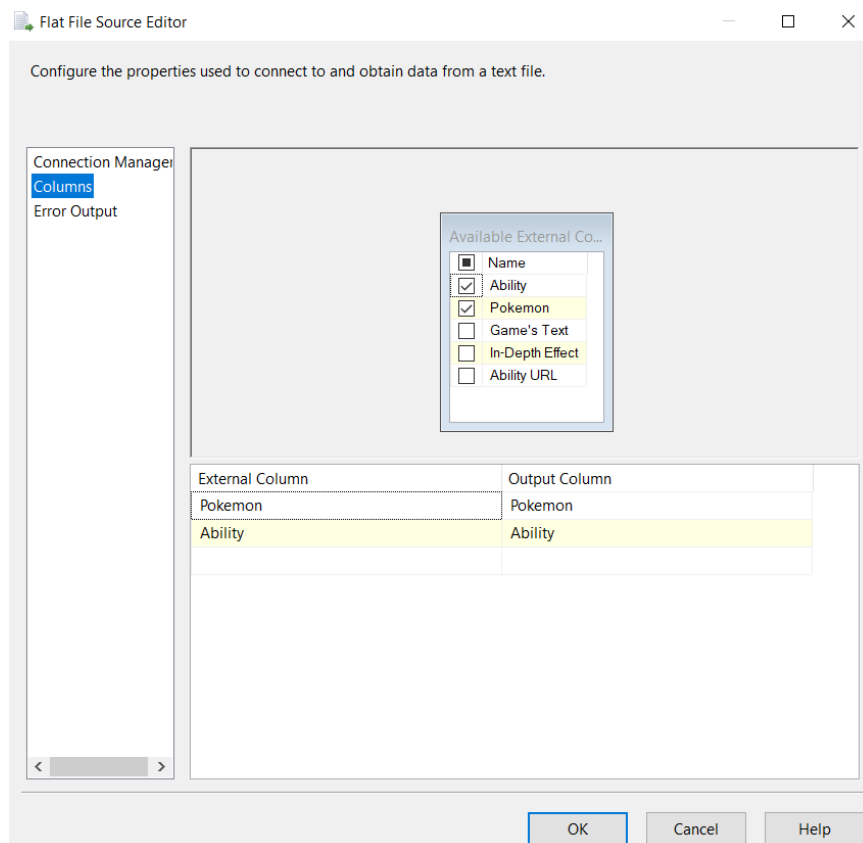 Flat File Source Editor
Configure the properties used to connect to and obtain data from a text file.
Connection Manager
Columns
Error Output
Available External Co...
Name
Ability
Pokemon
Game's Text
In-Depth Effect
Ability URL
External Column Output Column
Pokemon Pokemon
Ability Ability
OK Cancel Help